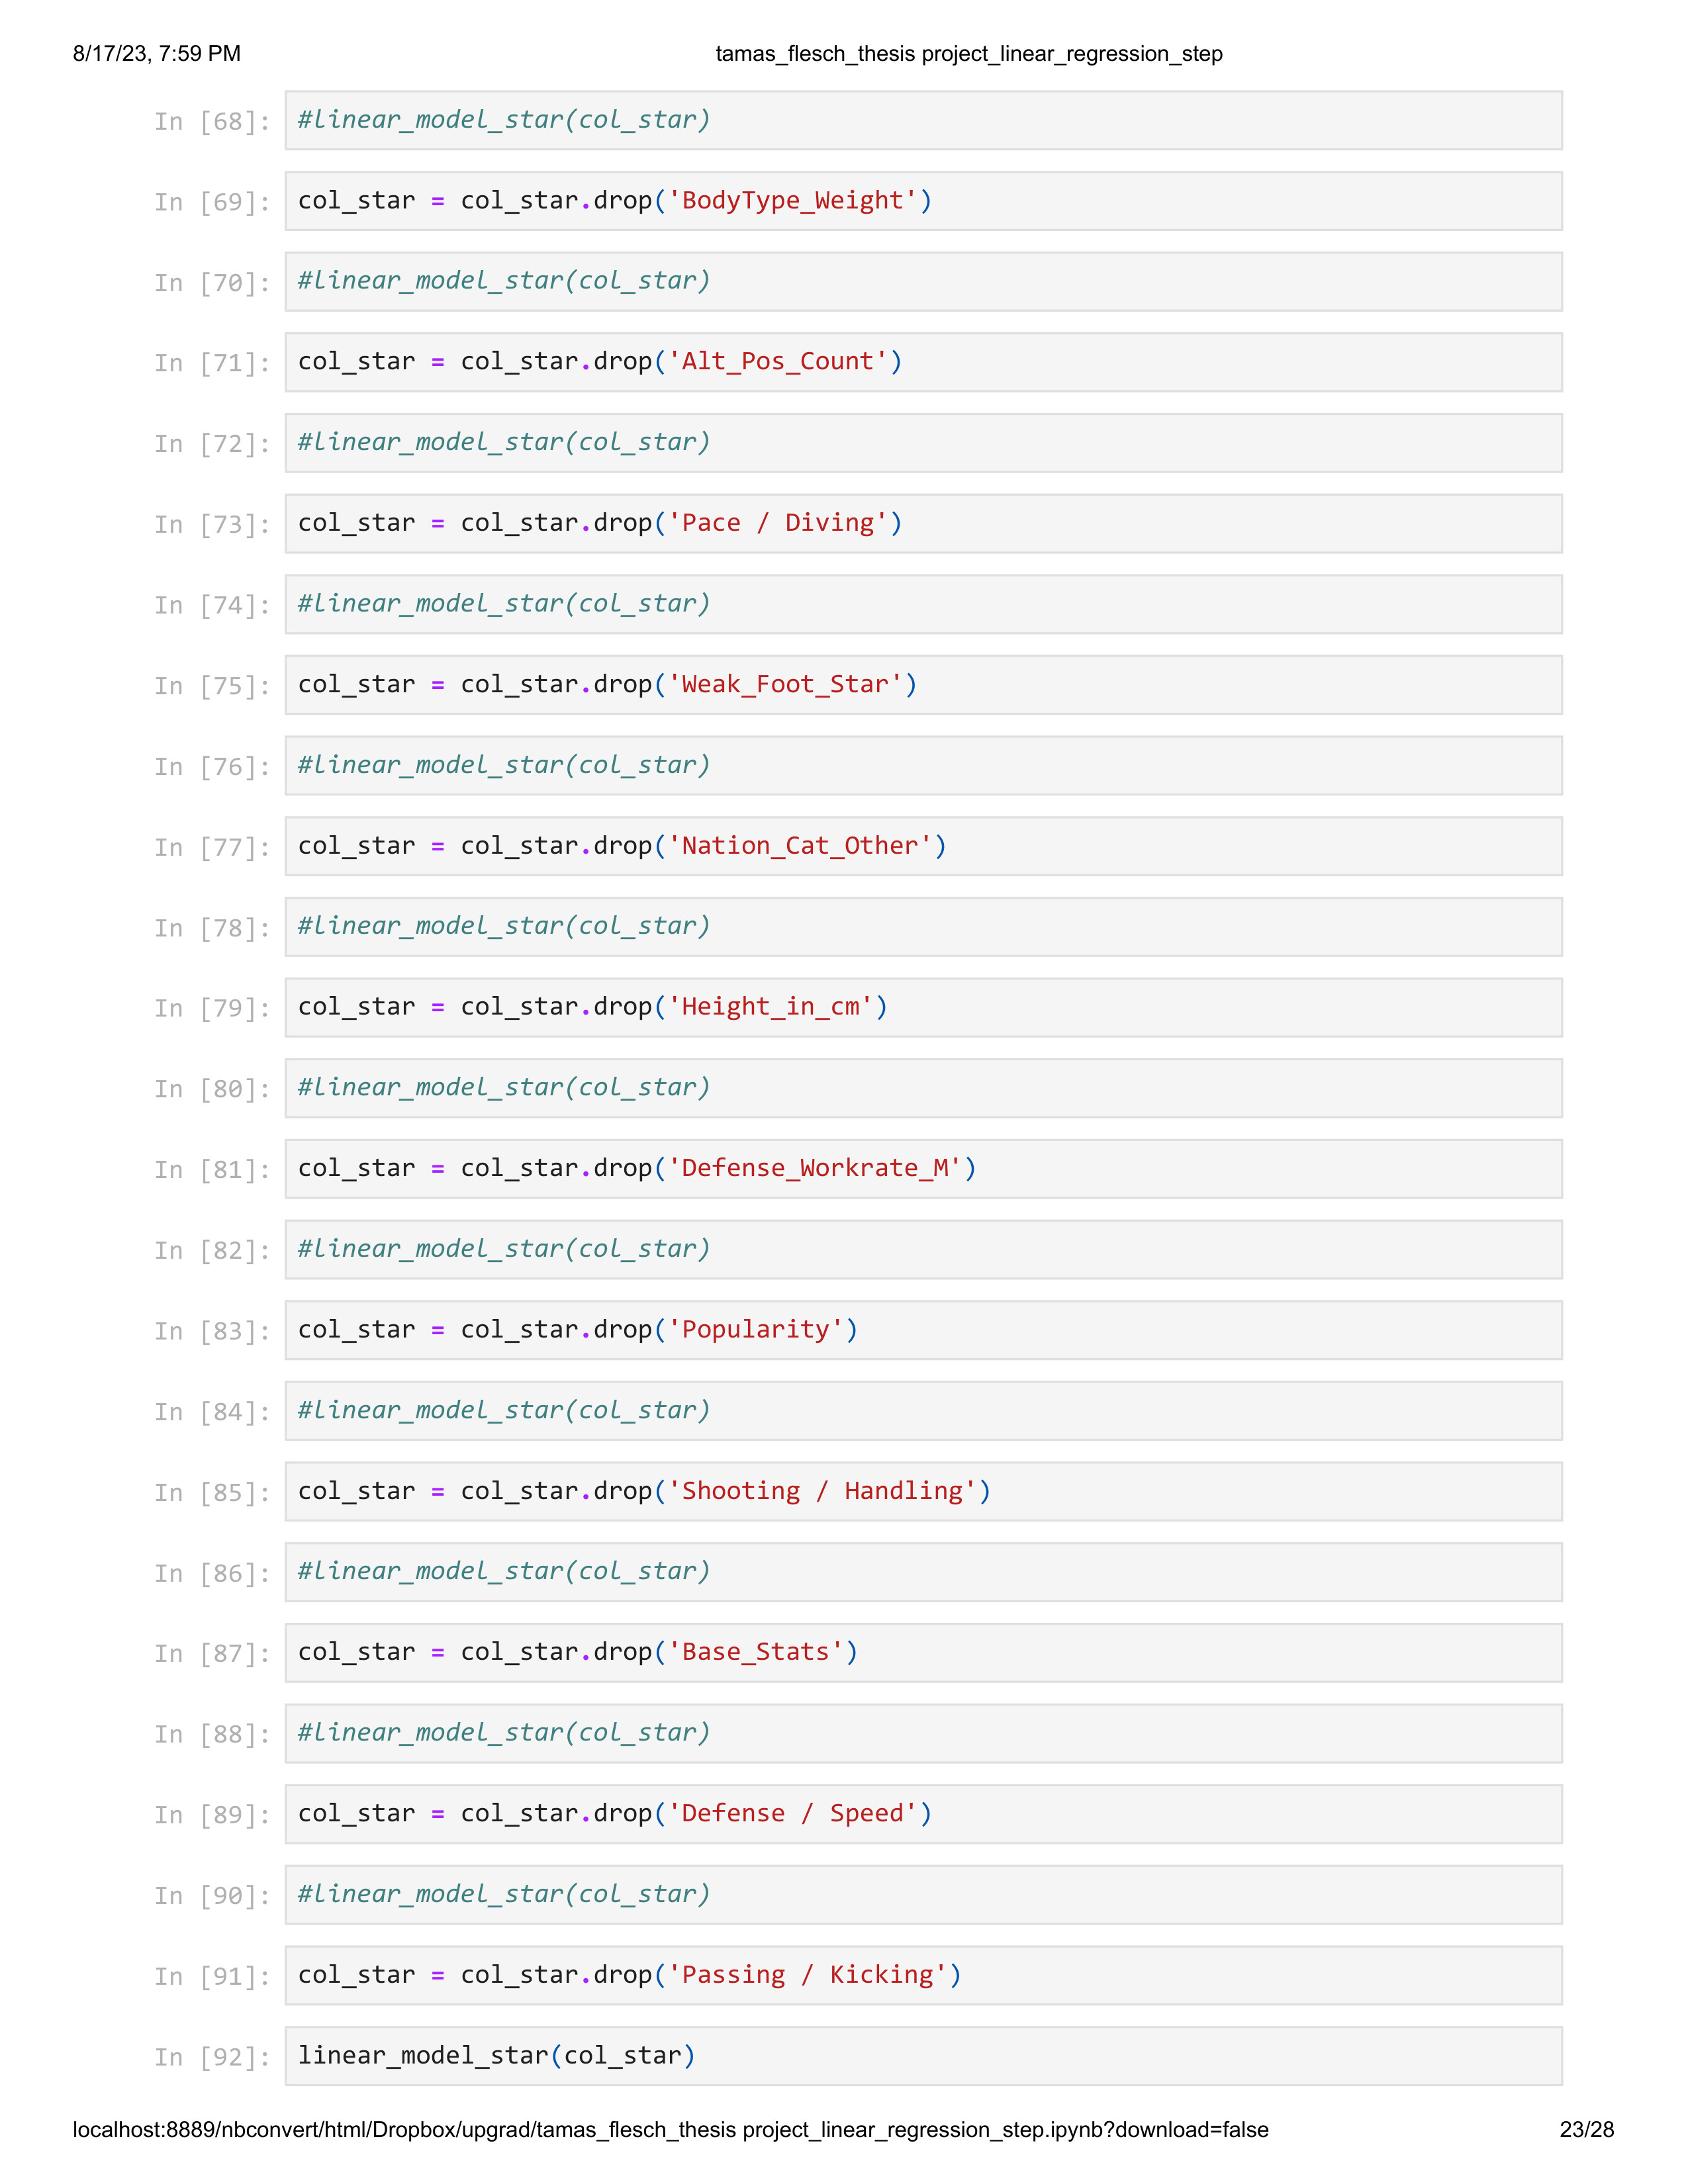 8/17/23, 7:59 PM tamas_flesch_thesis project_linear_regression_step
In [68]: #linear_model_star(col_star)
In [69]: col_star = col_star.drop('BodyType_Weight')
In [70]: #linear_model_star(col_star)
In [71]: col_star = col_star.drop('Alt_Pos_Count')
In [72]: #linear_model_star(col_star)
In [73]: col_star = col_star.drop('Pace / Diving')
In [74]: #linear_model_star(col_star)
In [75]: col_star = col_star.drop('Weak_Foot_Star')
In [76]: #linear_model_star(col_star)
In [77]: col_star = col_star.drop('Nation_Cat_Other')
In [78]: #linear_model_star(col_star)
In [79]: col_star = col_star.drop('Height_in_cm')
In [80]: #linear_model_star(col_star)
In [81]: col_star = col_star.drop('Defense_Workrate_M')
In [82]: #linear_model_star(col_star)
In [83]: col_star = col_star.drop('Popularity')
In [84]: #linear_model_star(col_star)
In [85]: col_star = col_star.drop('Shooting / Handling')
In [86]: #linear_model_star(col_star)
In [87]: col_star = col_star.drop('Base_Stats')
In [88]: #linear_model_star(col_star)
In [89]: col_star = col_star.drop('Defense / Speed')
In [90]: #linear_model_star(col_star)
In [91]: col_star = col_star.drop('Passing / Kicking')
In [92]: linear_model_star(col_star)
localhost:8889/nbconvert/html/Dropbox/upgrad/tamas_flesch_thesis project_linear_regression_step.ipynb?download=false 23/28